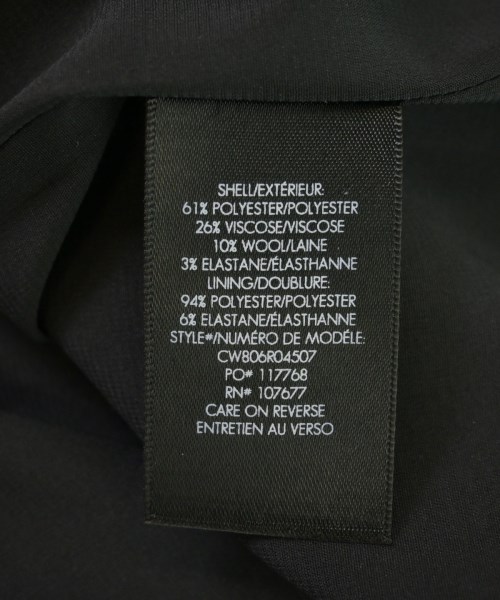 SHELL/EXTÉRIEUR:
61% POLYESTER/POLYESTER
26% VISCOSE/VISCOSE
10% WOOL/LAINE
3% ELASTANE/ÉLASTHANNE
LINING/DOUBLURE:
94% POLYESTER/POLYESTER
6% ELASTANE/ÉLASTHANNE
STYLE#/NUMÉRO DE MODÉLE:
CW806R04507
PO# 117768
RN# 107677
CARE ON REVERSE
ENTRETIEN AU VERSO